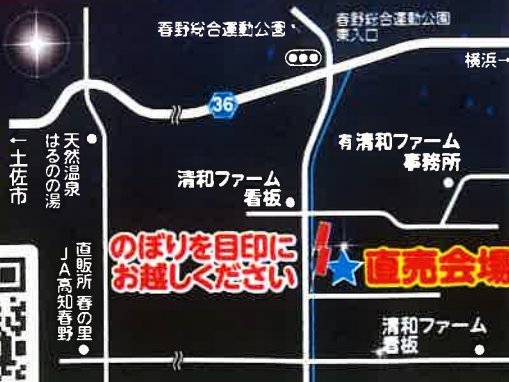 春野総合運動公園
春野総合運動公園
東入口
横浜→
36
←土佐市
天然温泉
はるのの湯
㈲清和ファーム
事務所
清和ファーム
看板
のぼりを目印に
お越しください
直売会場
直販所 春の里
JA高知春野
清和ファーム
看板